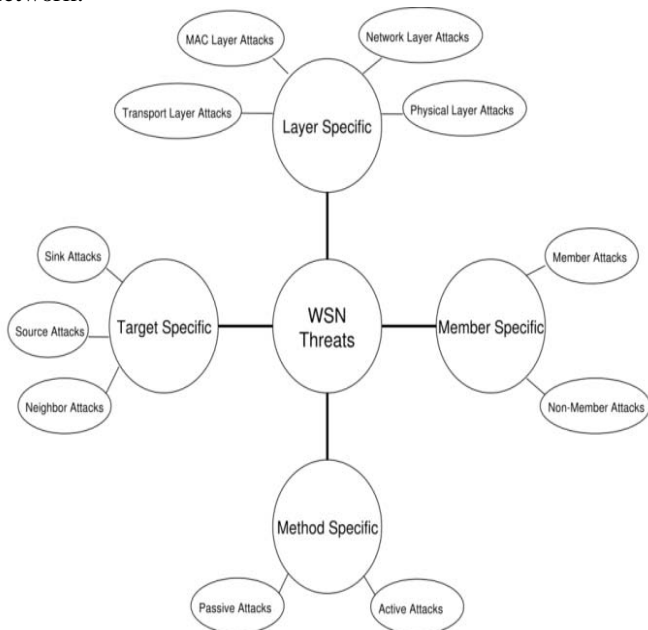 MAC Layer Attacks
Network Layer Attacks
Transport Layer Attacks
Physical Layer Attacks
Layer Specific
Sink Attacks
Source Attacks
Neighbor Attacks
Target Specific
WSN
Threats
Member Specific
Member Attacks
Non-Member Attacks
Method Specific
Passive Attacks
Active Attacks